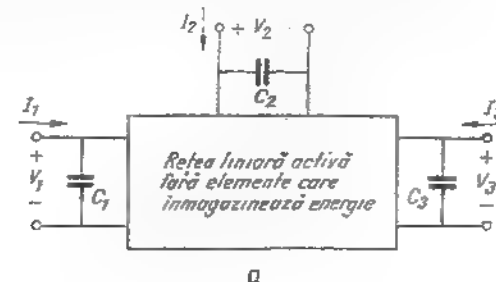 I2 + V2
C2
I1
I3
+
V1
-
C1
Rețea liniară activă
fără elemente care
înmagazinează energie
C3
+
V3
-
a